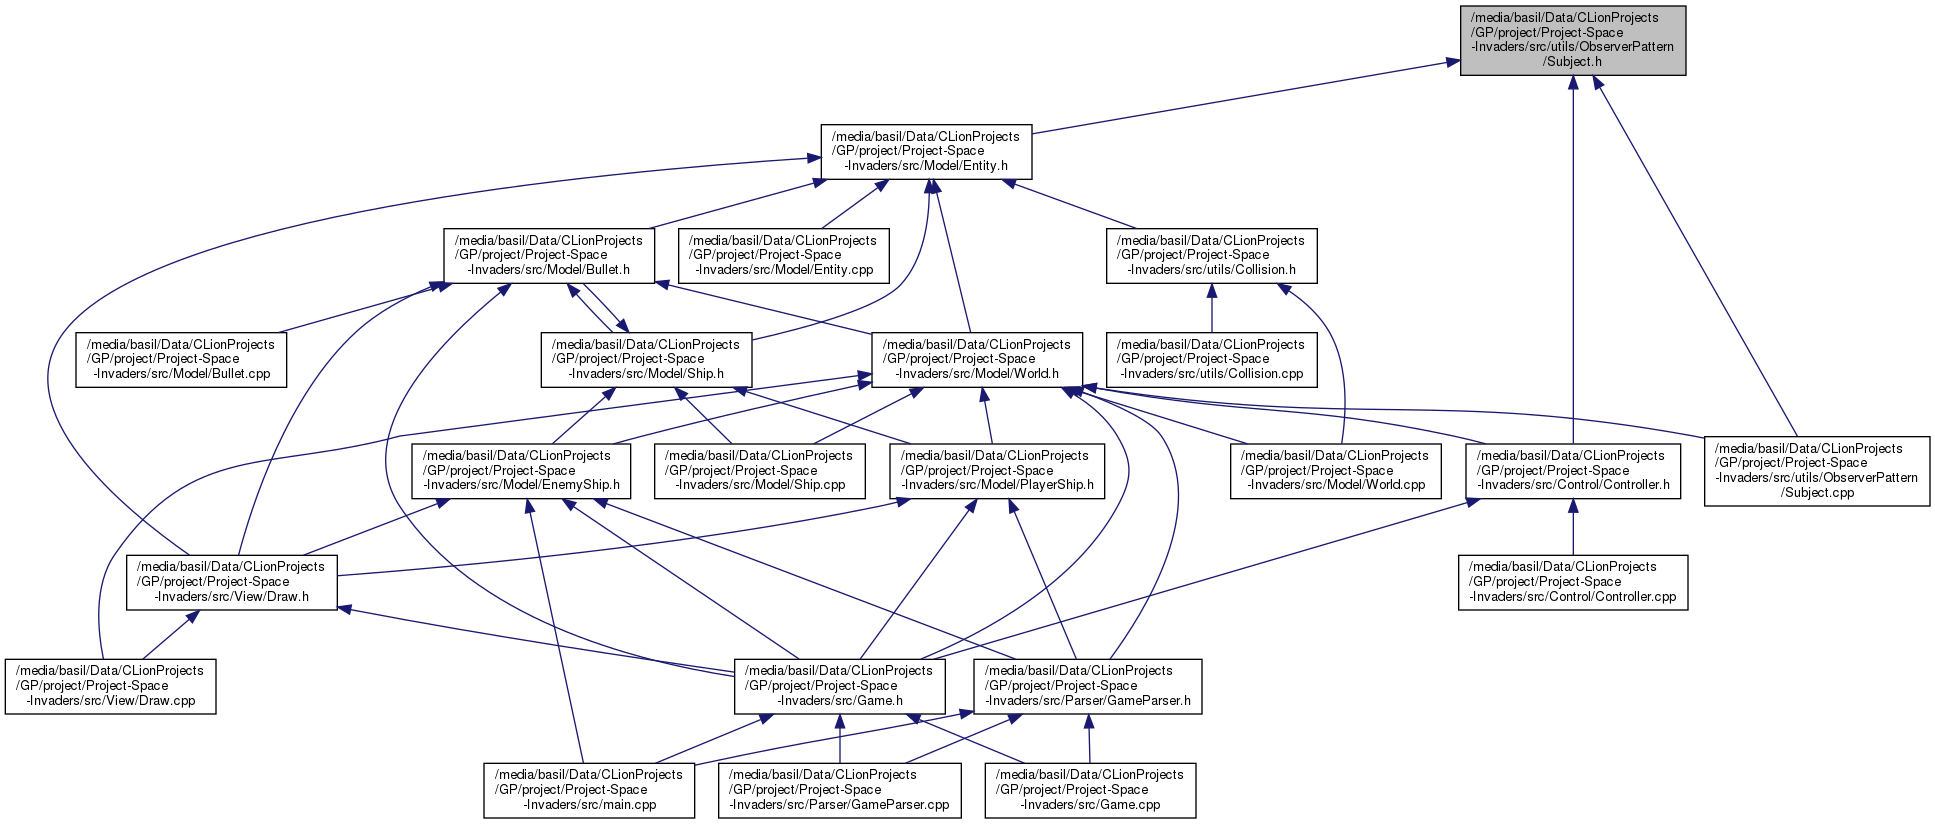 /media/basil/Data/CLionProjects
/GP/project/Project-Space
-Invaders/src/utils/ObserverPattern
/Subject.h
/media/basil/Data/CLionProjects
/GP/project/Project-Space
-Invaders/src/Model/Entity.h
/media/basil/Data/CLionProjects
/GP/project/Project-Space
-Invaders/src/Model/Bullet.h
/media/basil/Data/CLionProjects
/GP/project/Project-Space
-Invaders/src/Model/Entity.cpp
/media/basil/Data/CLionProjects
/GP/project/Project-Space
-Invaders/src/utils/Collision.h
/media/basil/Data/CLionProjects
/GP/project/Project-Space
-Invaders/src/Model/Bullet.cpp
/media/basil/Data/CLionProjects
/GP/project/Project-Space
-Invaders/src/Model/Ship.h
/media/basil/Data/CLionProjects
/GP/project/Project-Space
-Invaders/src/Model/World.h
/media/basil/Data/CLionProjects
/GP/project/Project-Space
-Invaders/src/utils/Collision.cpp
/media/basil/Data/CLionProjects
/GP/project/Project-Space
-Invaders/src/Model/EnemyShip.h
/media/basil/Data/CLionProjects
/GP/project/Project-Space
-Invaders/src/Model/Ship.cpp
/media/basil/Data/CLionProjects
/GP/project/Project-Space
-Invaders/src/Model/PlayerShip.h
/media/basil/Data/CLionProjects
/GP/project/Project-Space
-Invaders/src/Model/World.cpp
/media/basil/Data/CLionProjects
/GP/project/Project-Space
-Invaders/src/Control/Controller.h
/media/basil/Data/CLionProjects
/GP/project/Project-Space
-Invaders/src/utils/ObserverPattern
/Subject.cpp
/media/basil/Data/CLionProjects
/GP/project/Project-Space
-Invaders/src/View/Draw.h
/media/basil/Data/CLionProjects
/GP/project/Project-Space
-Invaders/src/Control/Controller.cpp
/media/basil/Data/CLionProjects
/GP/project/Project-Space
-Invaders/src/View/Draw.cpp
/media/basil/Data/CLionProjects
/GP/project/Project-Space
-Invaders/src/Game.h
/media/basil/Data/CLionProjects
/GP/project/Project-Space
-Invaders/src/Parser/GameParser.h
/media/basil/Data/CLionProjects
/GP/project/Project-Space
-Invaders/src/main.cpp
/media/basil/Data/CLionProjects
/GP/project/Project-Space
-Invaders/src/Parser/GameParser.cpp
/media/basil/Data/CLionProjects
/GP/project/Project-Space
-Invaders/src/Game.cpp